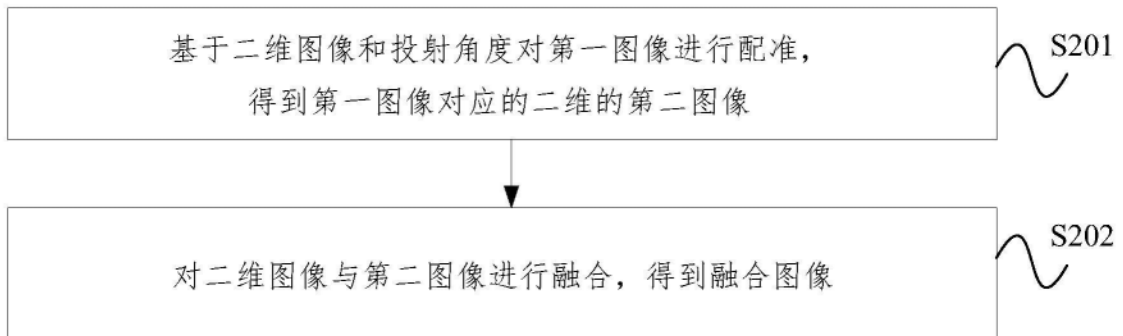 基于二维图像和投射角度对第一图像进行配准，
得到第一图像对应的二维的第二图像
S201
对二维图像与第二图像进行融合，得到融合图像
S202